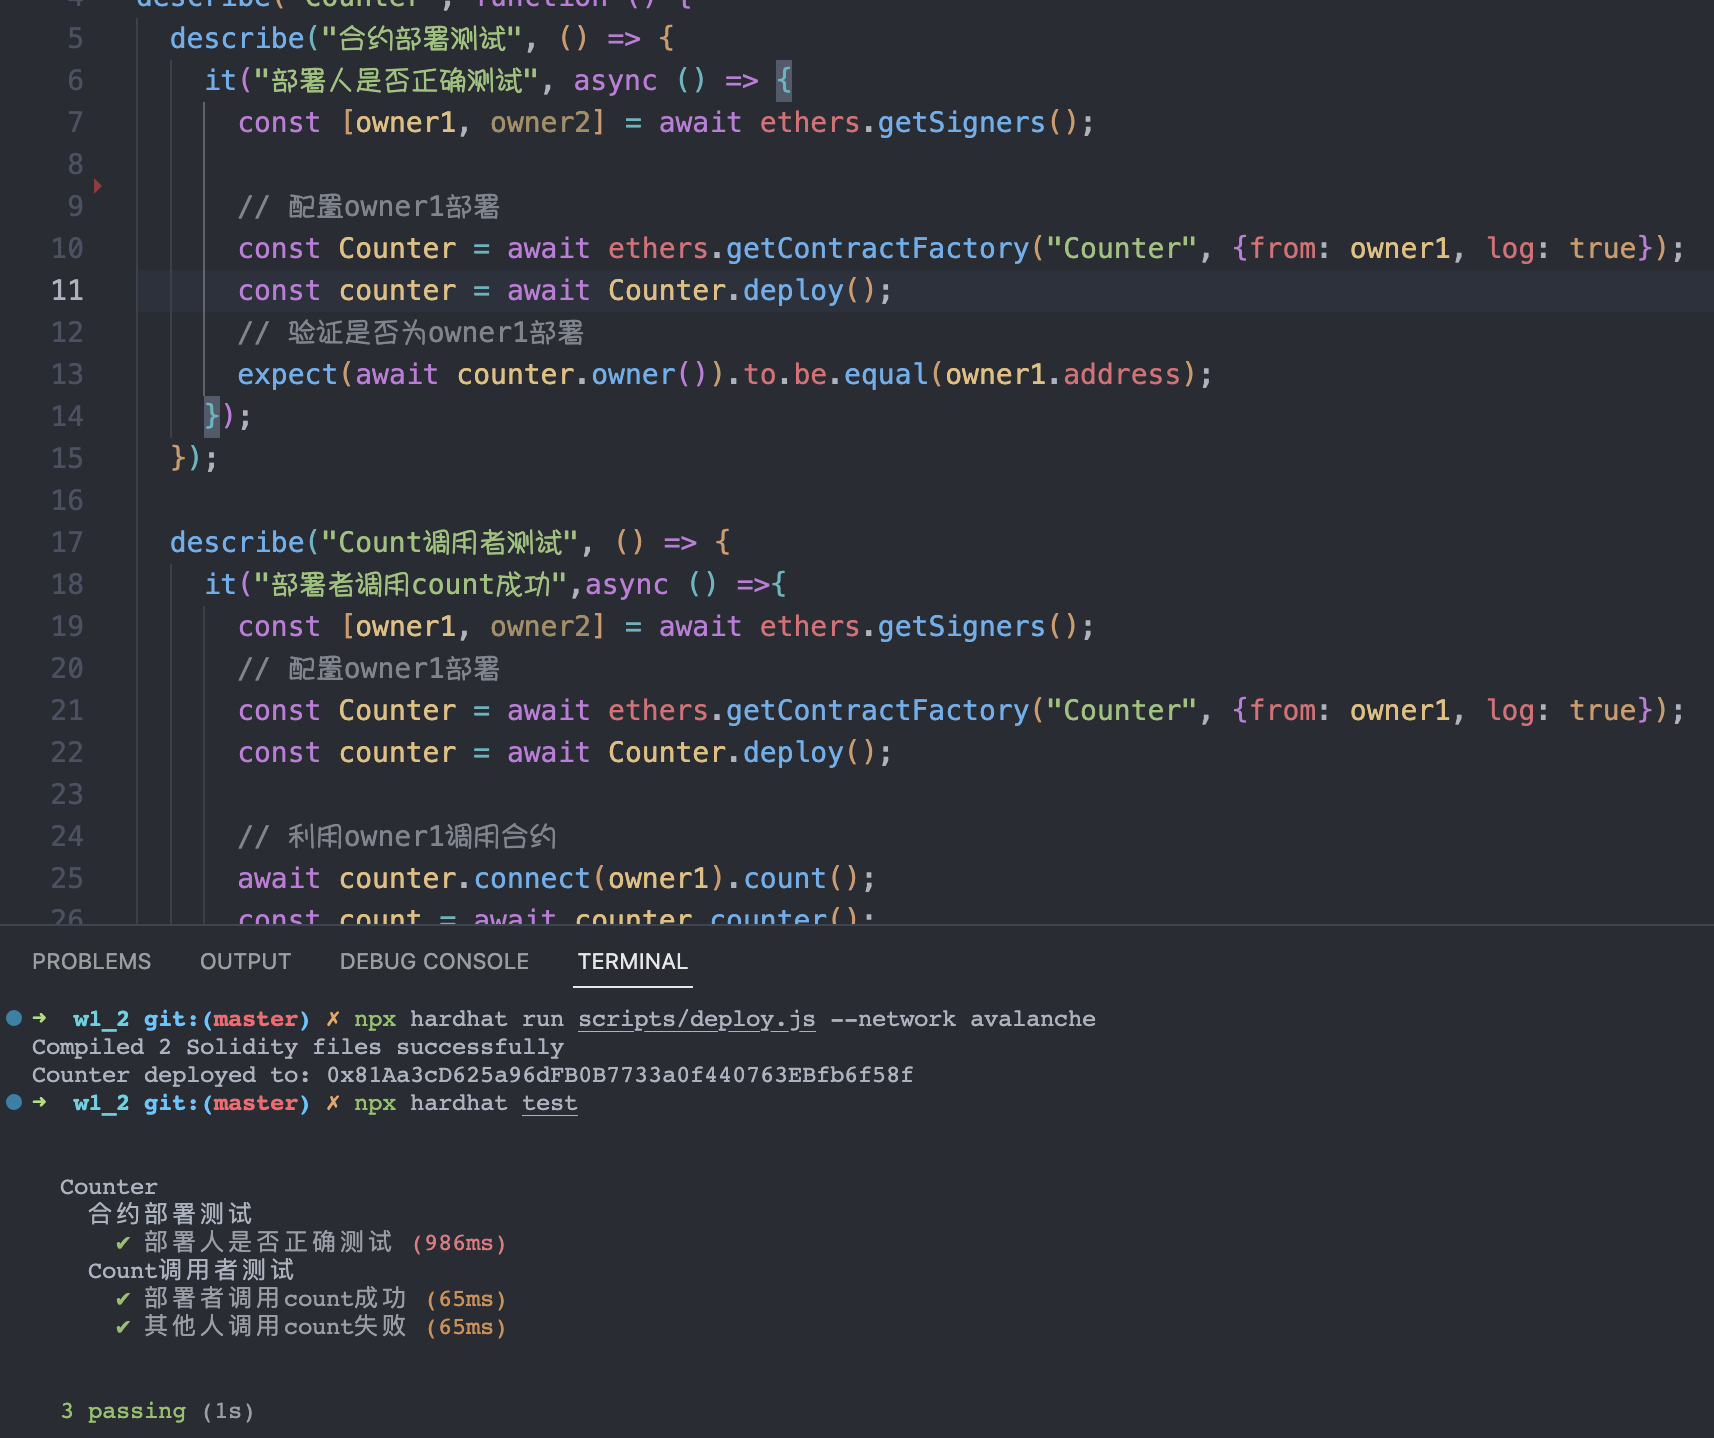 4 describe("Counter", function () {
5 describe("合约部署测试", () => {
6 it("部署人是否正确测试", async () => {
7 const [owner1, owner2] = await ethers.getSigners();
8
9 // 配置owner1部署
10 const Counter = await ethers.getContractFactory("Counter", {from: owner1, log: true});
11 const counter = await Counter.deploy();
12 // 验证是否为owner1部署
13 expect(await counter.owner()).to.be.equal(owner1.address);
14 });
15 });
16
17 describe("Count调用者测试", () => {
18 it("部署者调用count成功",async () =>{
19 const [owner1, owner2] = await ethers.getSigners();
20 // 配置owner1部署
21 const Counter = await ethers.getContractFactory("Counter", {from: owner1, log: true});
22 const counter = await Counter.deploy();
23
24 // 利用owner1调用合约
25 await counter.connect(owner1).count();
26 const count = await counter.counter();
PROBLEMS OUTPUT DEBUG CONSOLE TERMINAL
➜ w1_2 git:(master) ✗ npx hardhat run scripts/deploy.js --network avalanche
Compiled 2 Solidity files successfully
Counter deployed to: 0x81Aa3cD625a96dFB0B7733a0f440763EBfb6f58f
➜ w1_2 git:(master) ✗ npx hardhat test
Counter
合约部署测试
✔ 部署人是否正确测试 (986ms)
Count调用者测试
✔ 部署者调用count成功 (65ms)
✔ 其他人调用count失败 (65ms)
3 passing (1s)